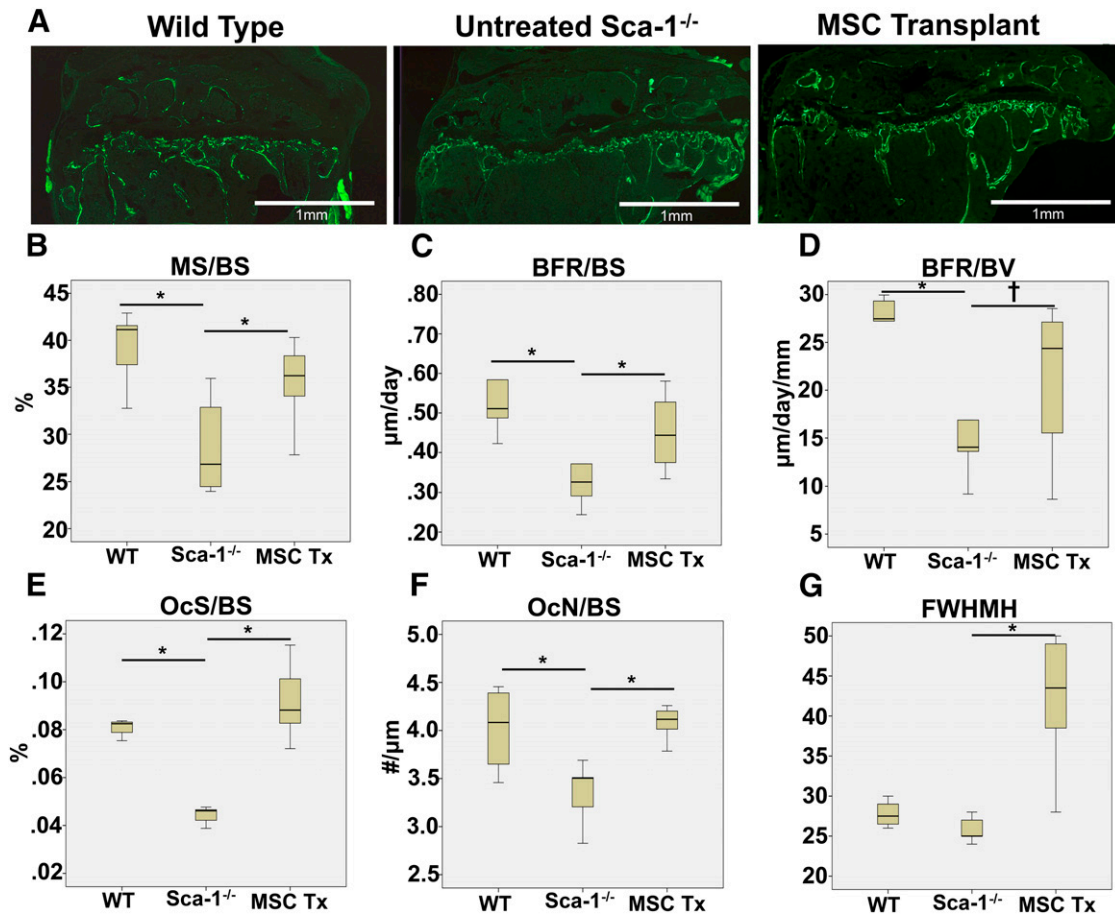 A
Wild Type
Untreated Sca-1⁻/⁻
MSC Transplant
1mm
1mm
1mm
B
MS/BS
45
40
35
30
25
20
%
*
*
WT
Sca-1⁻/⁻
MSC Tx
C
BFR/BS
.80
.70
.60
.50
.40
.30
.20
µm/day
*
*
WT
Sca-1⁻/⁻
MSC Tx
D
BFR/BV
30
25
20
15
10
5
µm/day/mm
*
†
WT
Sca-1⁻/⁻
MSC Tx
E
OcS/BS
.12
.10
.08
.06
.04
.02
%
*
*
WT
Sca-1⁻/⁻
MSC Tx
F
OcN/BS
5.0
4.5
4.0
3.5
3.0
2.5
#/µm
*
*
WT
Sca-1⁻/⁻
MSC Tx
G
FWHMH
50
45
40
35
30
25
20
*
WT
Sca-1⁻/⁻
MSC Tx